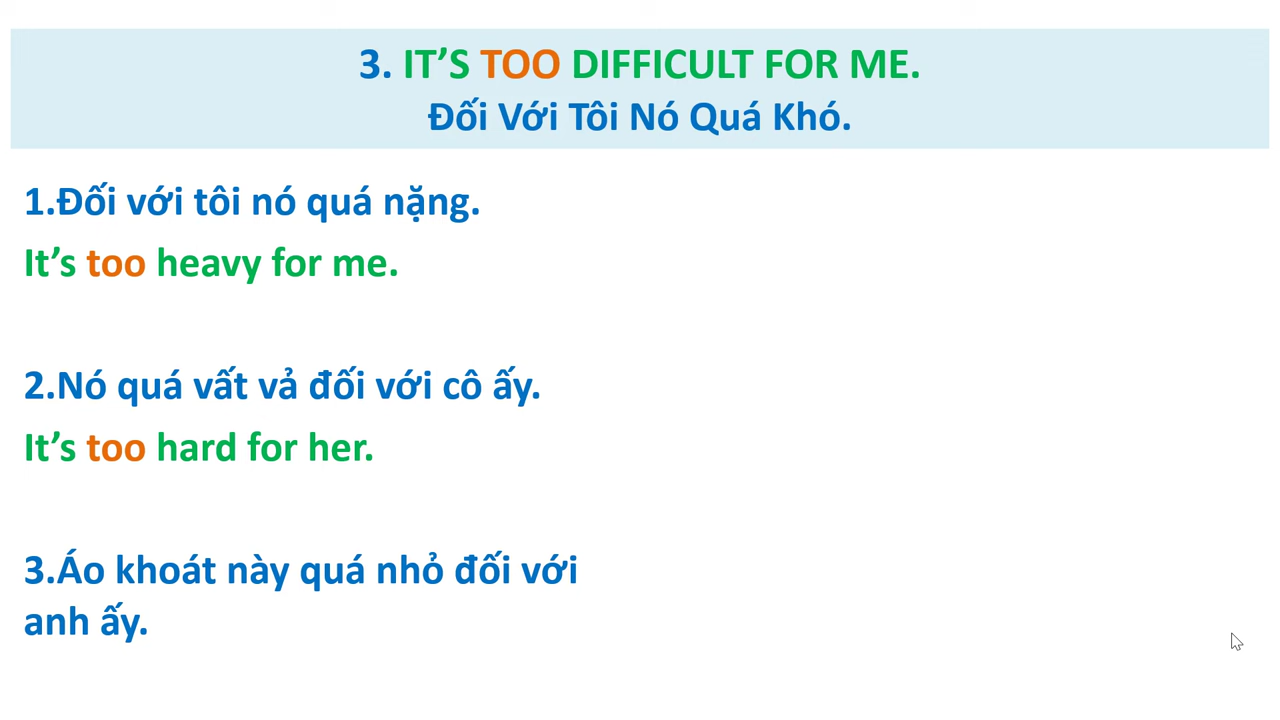 3. IT’S TOO DIFFICULT FOR ME.
Đối Với Tôi Nó Quá Khó.
1.Đối với tôi nó quá nặng.
It’s too heavy for me.
2.Nó quá vất vả đối với cô ấy.
It’s too hard for her.
3.Áo khoát này quá nhỏ đối với
anh ấy.